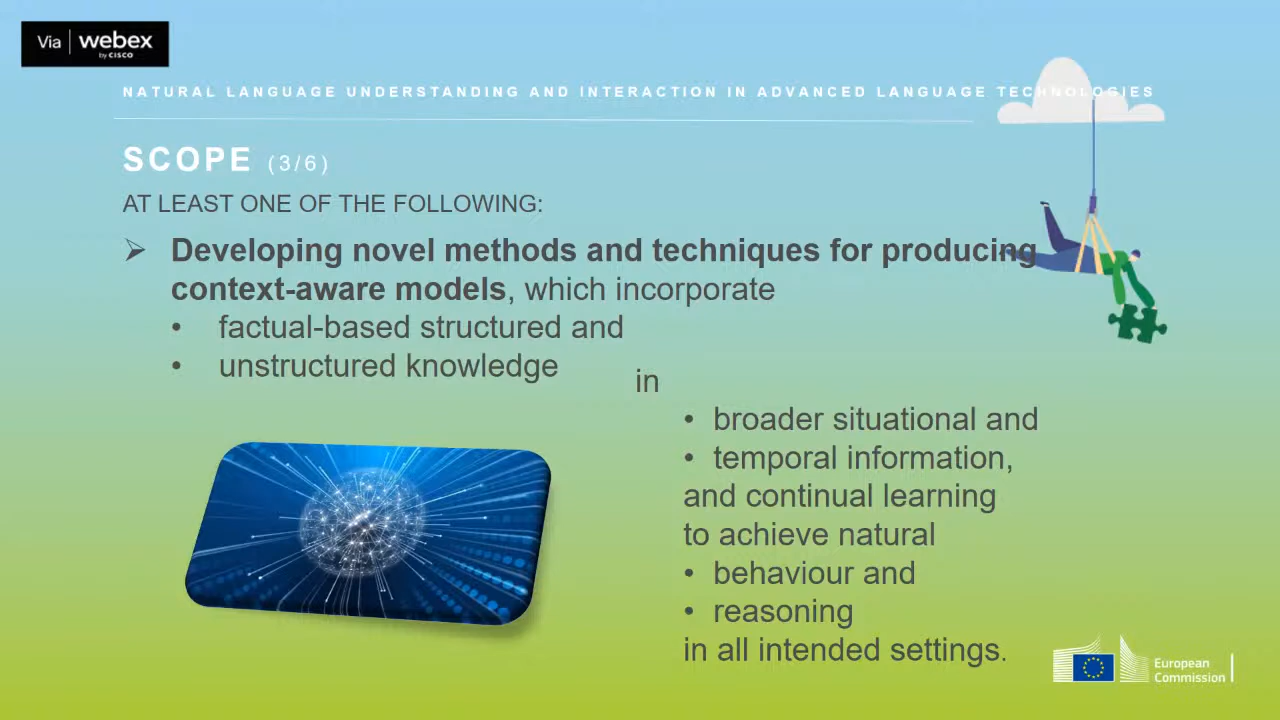 Via | webex
by CISCO
NATURAL LANGUAGE UNDERSTANDING AND INTERACTION IN ADVANCED LANGUAGE TECHNOLOGIES
SCOPE (3/6)
AT LEAST ONE OF THE FOLLOWING:
➢ Developing novel methods and techniques for producing
context-aware models, which incorporate
• factual-based structured and
• unstructured knowledge
in
• broader situational and
• temporal information,
and continual learning
to achieve natural
• behaviour and
• reasoning
in all intended settings.
European
Commission